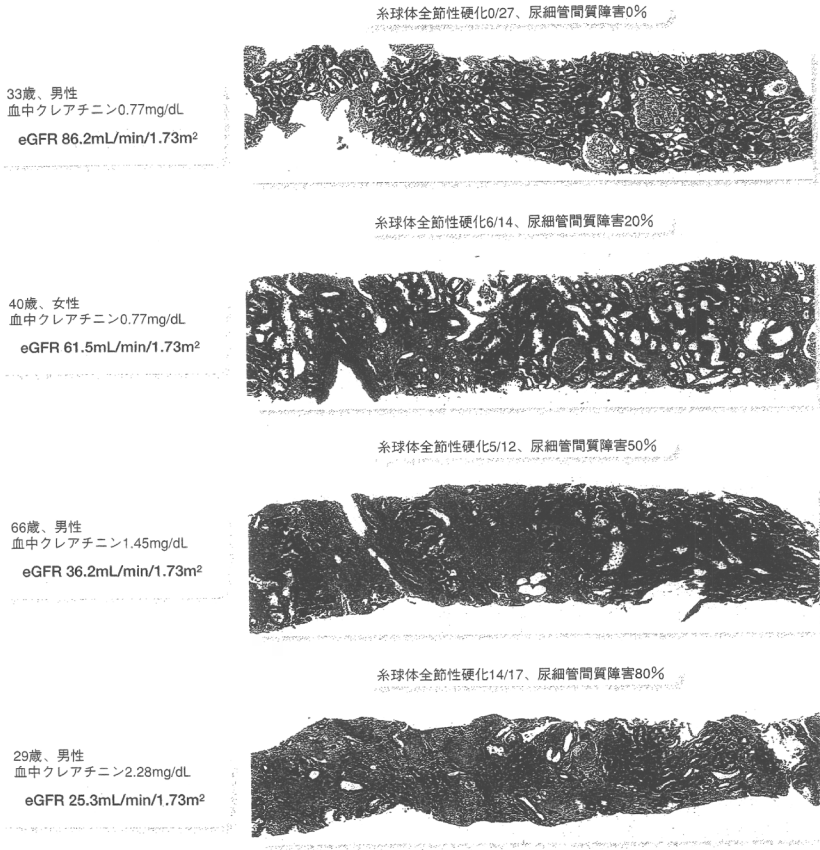 糸球体全節性硬化0/27、尿細管間質障害0%
33歳、男性
血中クレアチニン0.77mg/dL
eGFR 86.2mL/min/1.73m²
糸球体全節性硬化6/14、尿細管間質障害20%
40歳、女性
血中クレアチニン0.77mg/dL
eGFR 61.5mL/min/1.73m²
糸球体全節性硬化5/12、尿細管間質障害50%
66歳、男性
血中クレアチニン1.45mg/dL
eGFR 36.2mL/min/1.73m²
糸球体全節性硬化14/17、尿細管間質障害80%
29歳、男性
血中クレアチニン2.28mg/dL
eGFR 25.3mL/min/1.73m²